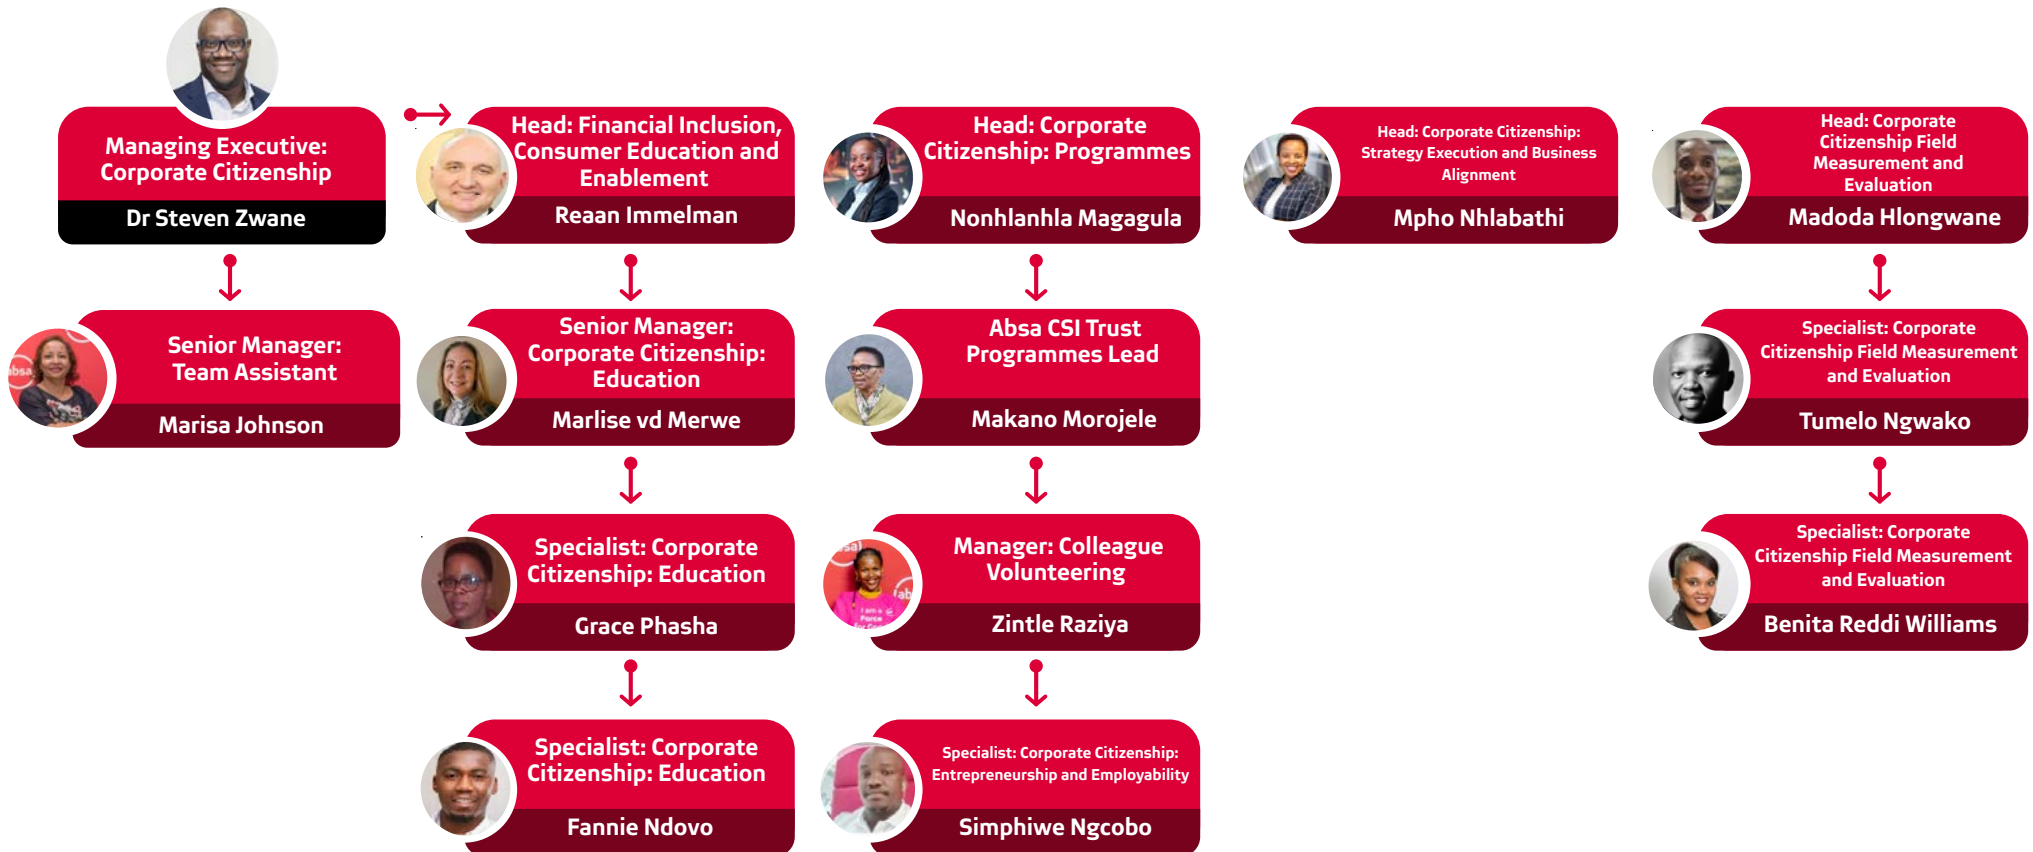 Managing Executive:
Corporate Citizenship
Dr Steven Zwane
Senior Manager:
Team Assistant
Marisa Johnson
absa
Head: Financial Inclusion,
Consumer Education and
Enablement
Reaan Immelman
Senior Manager:
Corporate Citizenship:
Education
Marlise vd Merwe
Specialist: Corporate
Citizenship: Education
Grace Phasha
Specialist: Corporate
Citizenship: Education
Fannie Ndovo
Head: Corporate
Citizenship: Programmes
Nonhlanhla Magagula
Absa CSI Trust
Programmes Lead
Makano Morojele
Manager: Colleague
Volunteering
Zintle Raziya
I am a
Force
for Good
Specialist: Corporate Citizenship:
Entrepreneurship and Employability
Simphiwe Ngcobo
Head: Corporate Citizenship:
Strategy Execution and Business
Alignment
Mpho Nhlabathi
Head: Corporate
Citizenship Field
Measurement and
Evaluation
Madoda Hlongwane
Specialist: Corporate
Citizenship Field Measurement
and Evaluation
Tumelo Ngwako
Specialist: Corporate
Citizenship Field Measurement
and Evaluation
Benita Reddi Williams